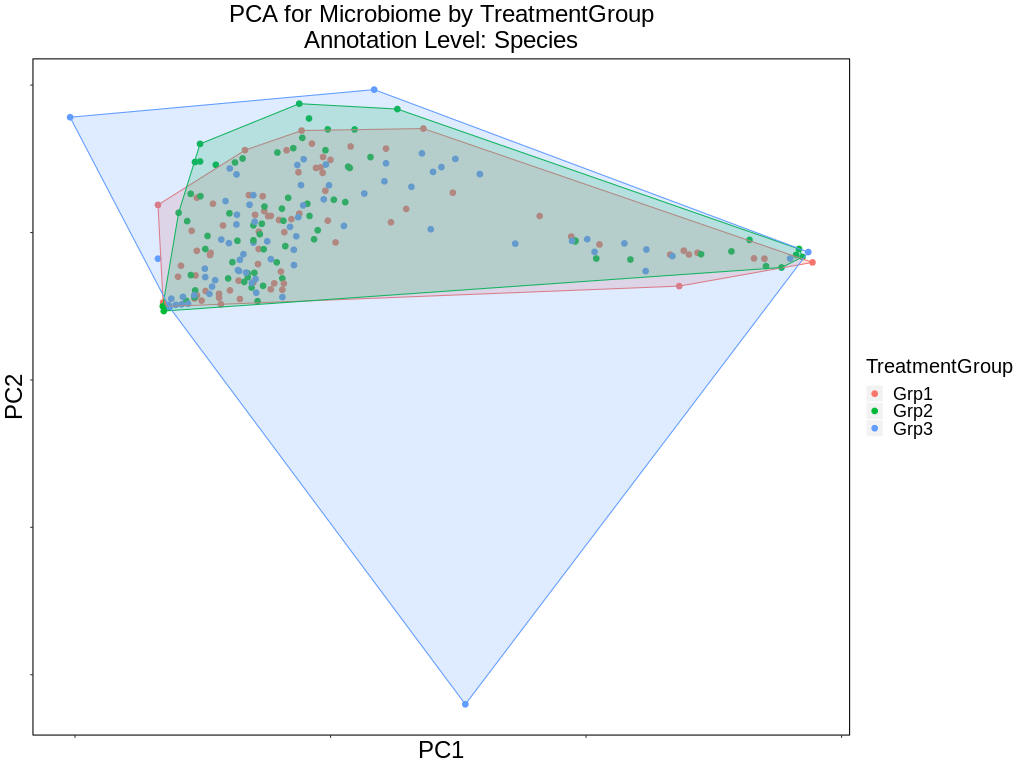 PCA for Microbiome by TreatmentGroup
Annotation Level: Species
PC2
PC1
TreatmentGroup
Grp1
Grp2
Grp3